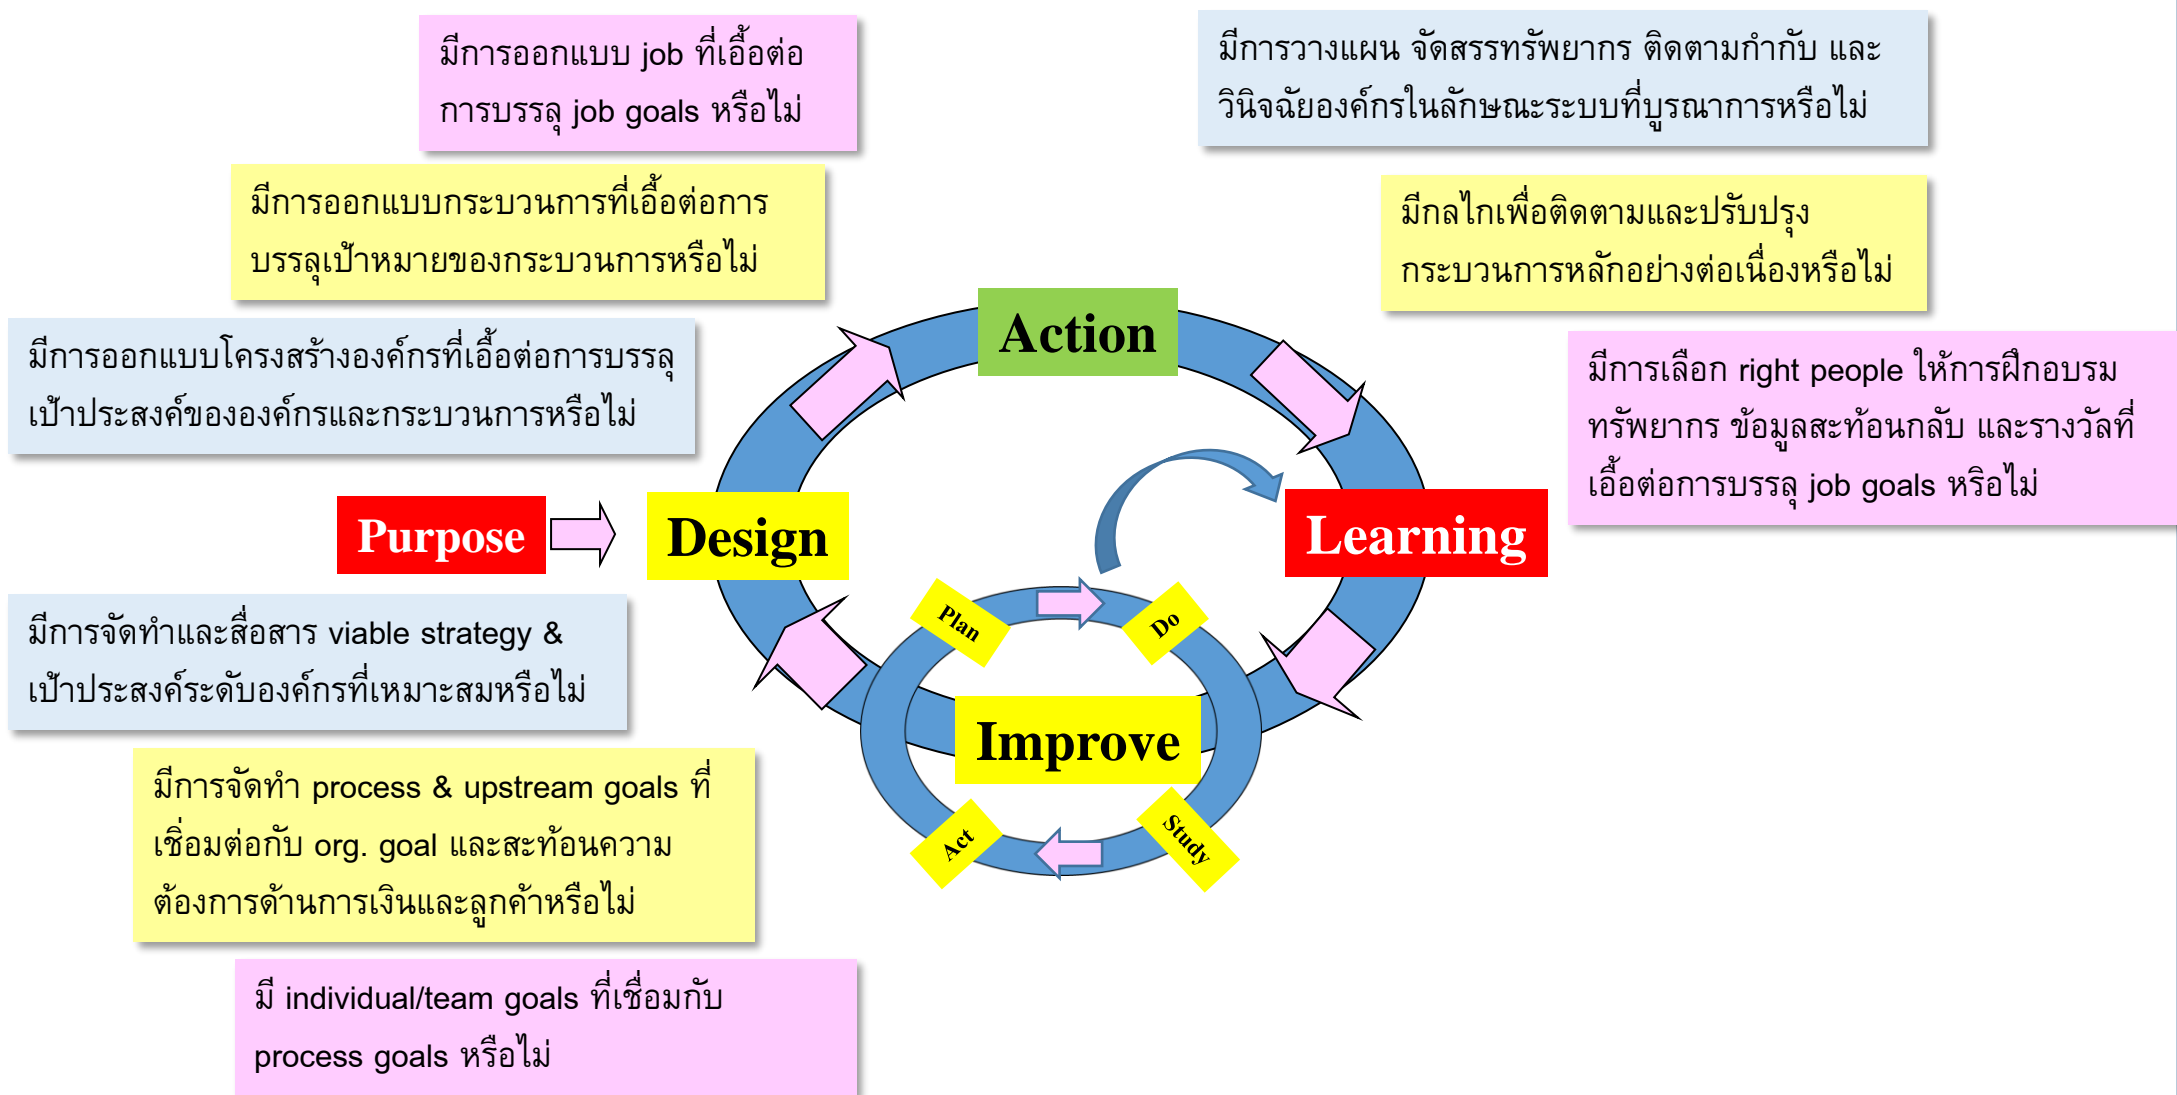 มีการออกแบบ job ที่เอื้อต่อ
การบรรลุ job goals หรือไม่
มีการวางแผน จัดสรรทรัพยากร ติดตามกำกับ และ
วินิจฉัยองค์กรในลักษณะระบบที่บูรณาการหรือไม่
มีการออกแบบกระบวนการที่เอื้อต่อการ
บรรลุเป้าหมายของกระบวนการหรือไม่
มีกลไกเพื่อติดตามและปรับปรุง
กระบวนการหลักอย่างต่อเนื่องหรือไม่
มีการออกแบบโครงสร้างองค์กรที่เอื้อต่อการบรรลุ
เป้าประสงค์ขององค์กรและกระบวนการหรือไม่
Action
มีการเลือก right people ให้การฝึกอบรม
ทรัพยากร ข้อมูลสะท้อนกลับ และรางวัลที่
เอื้อต่อการบรรลุ job goals หริอไม่
Purpose
Design
Learning
Plan
Do
มีการจัดทำและสื่อสาร viable strategy &
เป้าประสงค์ระดับองค์กรที่เหมาะสมหรือไม่
Improve
Act
Study
มีการจัดทำ process & upstream goals ที่
เชิ่อมต่อกับ org. goal และสะท้อนความ
ต้องการด้านการเงินและลูกค้าหรือไม่
มี individual/team goals ที่เชื่อมกับ
process goals หรือไม่